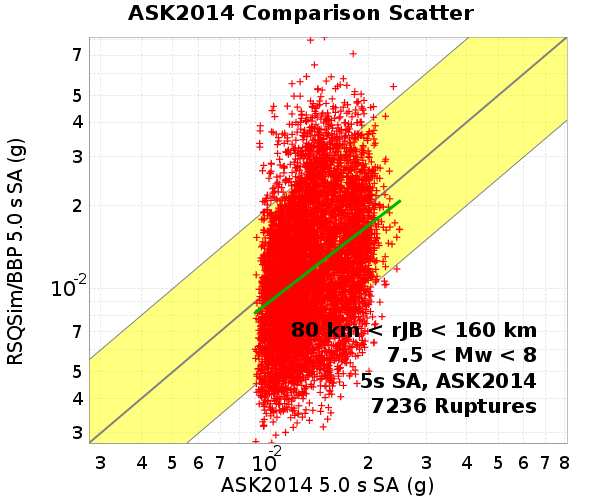 ASK2014 Comparison Scatter
RSQSim/BBP 5.0 s SA (g)
7
5
4
3
2
10⁻²
7
5
4
3
80 km < rJB < 160 km
7.5 < Mw < 8
5s SA, ASK2014
7236 Ruptures
3 4 5 6 7 10⁻² 2 3 4 5 6 7 8
ASK2014 5.0 s SA (g)